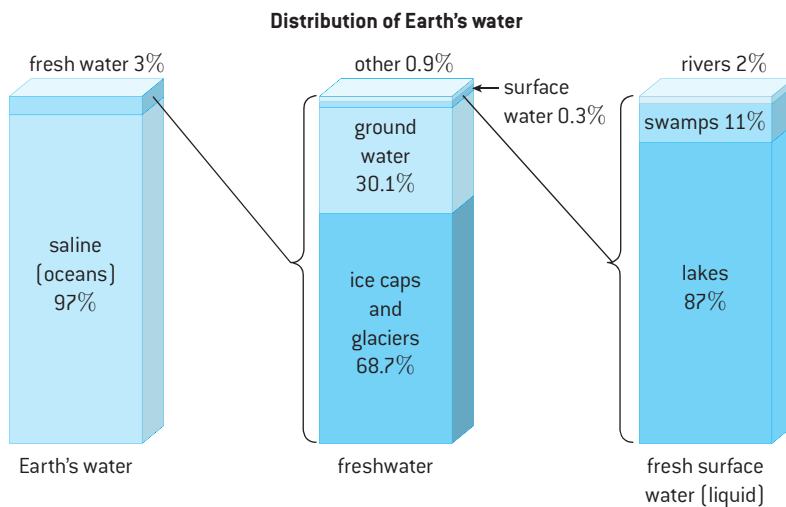 Distribution of Earth's water
fresh water 3%
saline
(oceans)
97%
Earth's water
other 0.9%
surface
water 0.3%
ground
water
30.1%
ice caps
and
glaciers
68.7%
freshwater
rivers 2%
swamps 11%
lakes
87%
fresh surface
water (liquid)